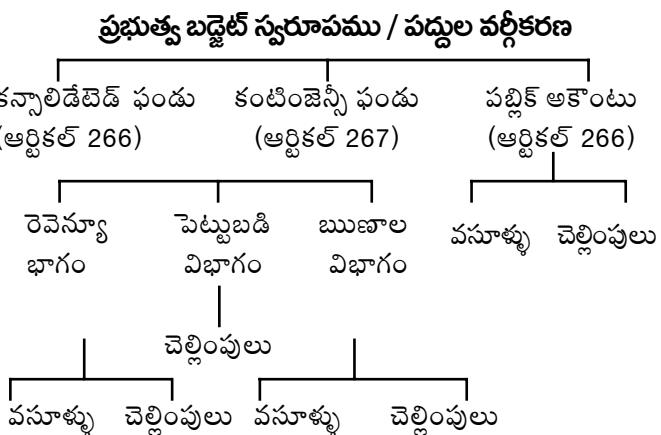 ప్రభుత్వ బడ్జెట్ స్వరూపము / పద్దుల వర్గీకరణ
కన్సాలిడేటెడ్ ఫండు కంటింజెన్సీ ఫండు పబ్లిక్ అకౌంటు
(ఆర్టికల్ 266) (ఆర్టికల్ 267) (ఆర్టికల్ 266)
రెవెన్యూ పెట్టుబడి ఋణాల వసూళ్ళు చెల్లింపులు
భాగం విభాగం విభాగం
చెల్లింపులు
వసూళ్ళు చెల్లింపులు వసూళ్ళు చెల్లింపులు